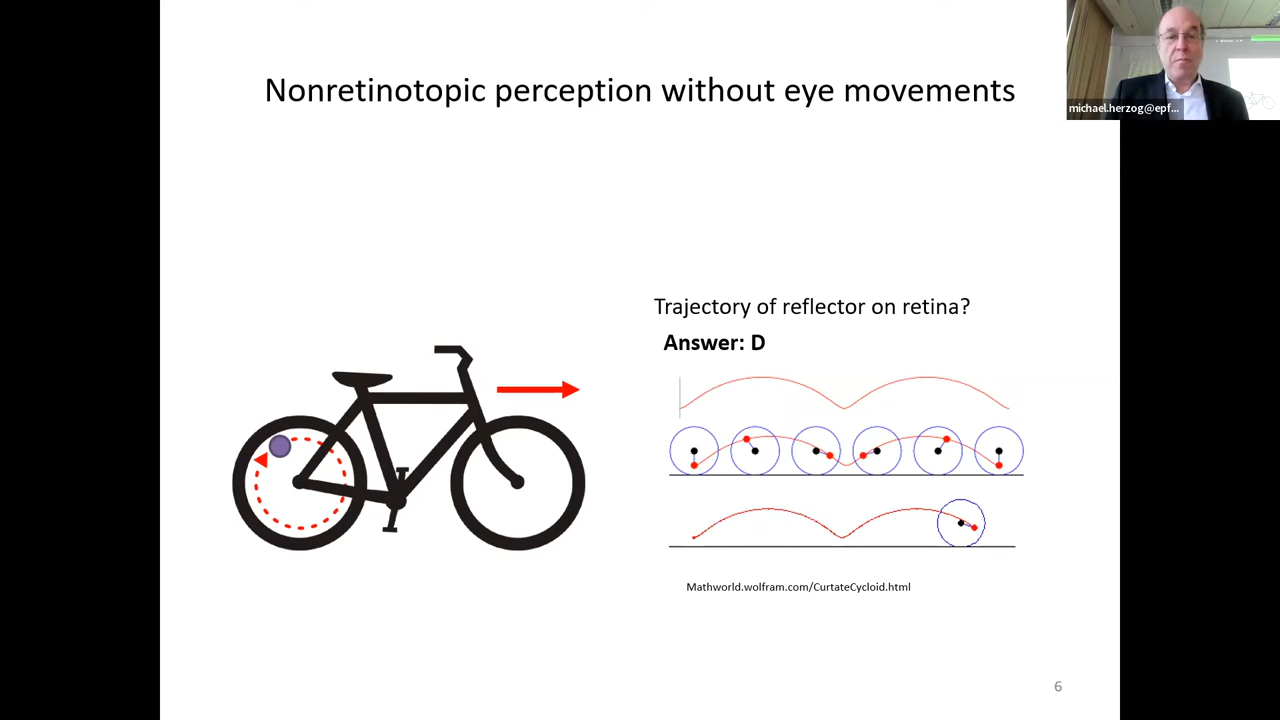 Nonretinotopic perception without eye movements
michael.herzog@epf...
Trajectory of reflector on retina?
Answer: D
Mathworld.wolfram.com/CurtateCycloid.html
6